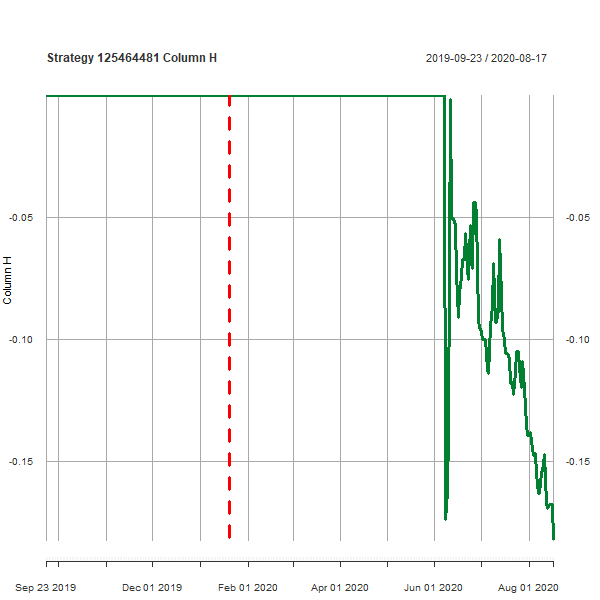 Strategy 125464481 Column H 2019-09-23 / 2020-08-17
-0.05 -0.05
Column H
-0.10 -0.10
-0.15 -0.15
Sep 23 2019 Dec 01 2019 Feb 01 2020 Apr 01 2020 Jun 01 2020 Aug 01 2020